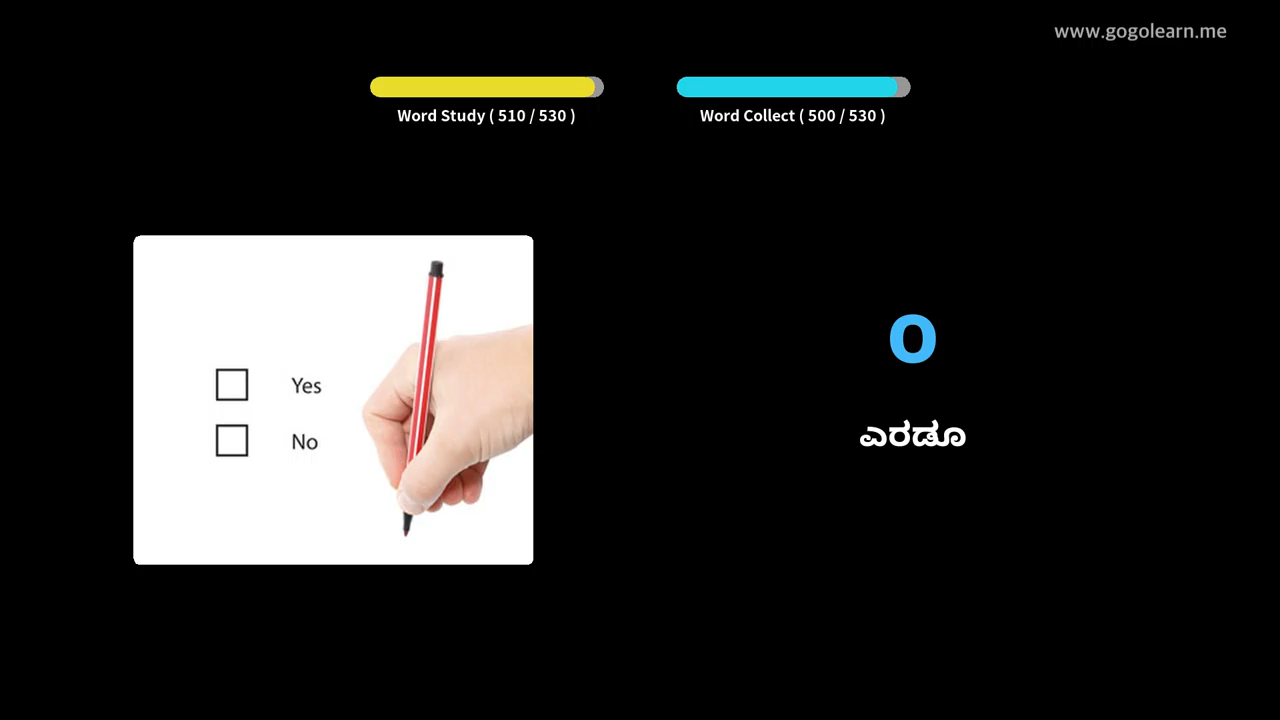 www.gogolearn.me
Word Study ( 510 / 530 )
Word Collect ( 500 / 530 )
Yes
No
o
ಎರಡೂ